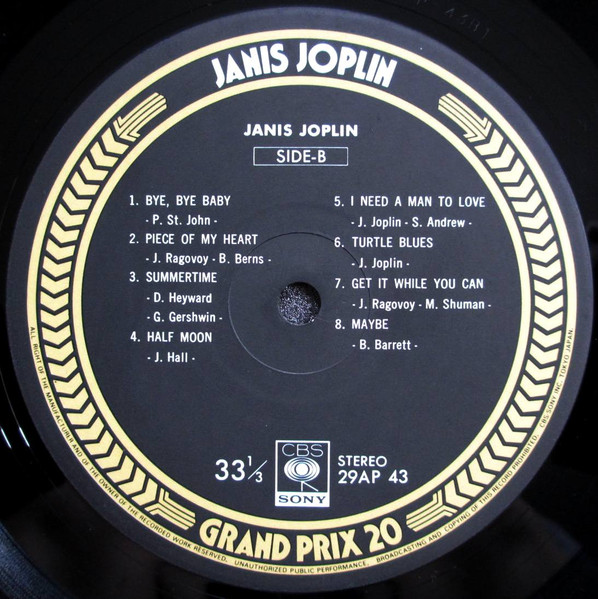 JANIS JOPLIN
JANIS JOPLIN
SIDE-B
1. BYE, BYE BABY
- P. St. John -
2. PIECE OF MY HEART
- J. Ragovoy - B. Berns -
3. SUMMERTIME
- D. Heyward
- G. Gershwin -
4. HALF MOON
- J. Hall -
5. I NEED A MAN TO LOVE
- J. Joplin - S. Andrew -
6. TURTLE BLUES
- J. Joplin -
7. GET IT WHILE YOU CAN
- J. Ragovoy - M. Shuman -
8. MAYBE
- B. Barrett -
33 1/3
CBS
SONY
STEREO
29AP 43
GRAND PRIX 20
ALL RIGHT OF THE MANUFACTURER AND OF THE OWNER OF THE RECORDED WORK RESERVED. UNAUTHORIZED PUBLIC PERFORMANCE. BROADCASTING AND COPYING OF THIS RECORD PROHIBITED. CBS/SONY INC. TOKYO JAPAN.